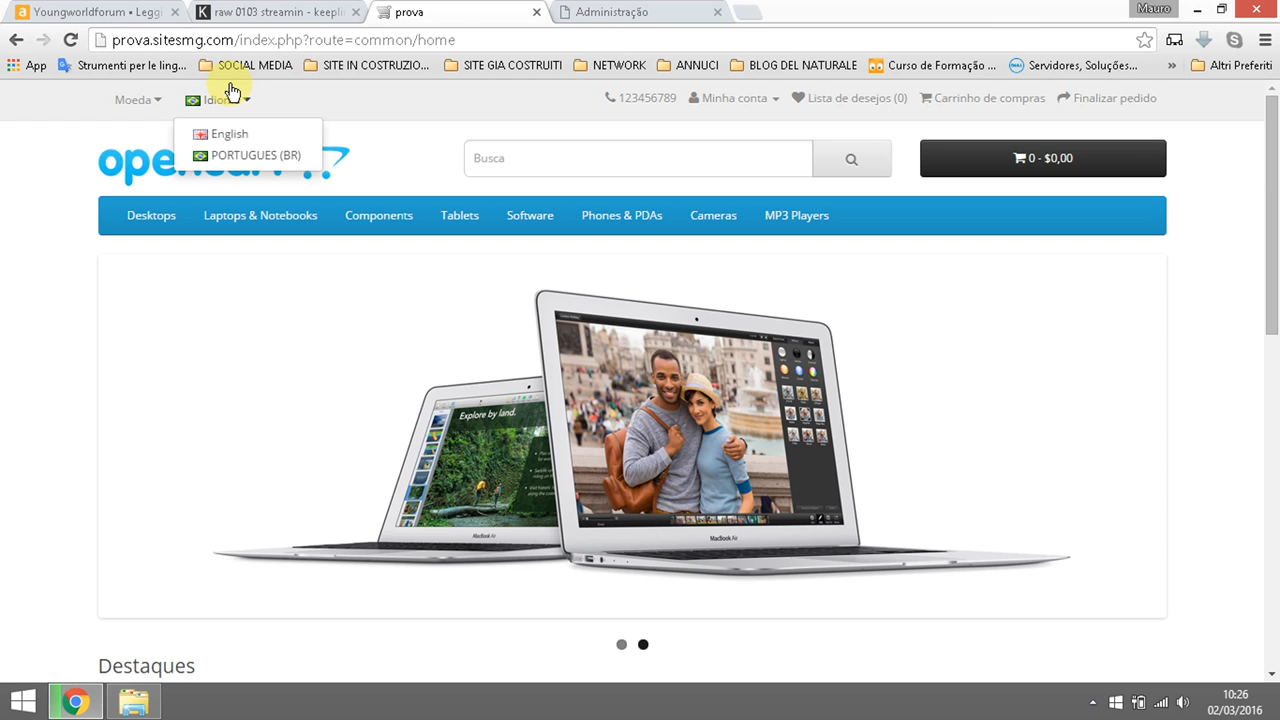 Youngworldforum • Leggi
raw 0103 streamin - keepli
prova
Administração
Mauro
prova.sitesmg.com/index.php?route=common/home
App
Strumenti per le ling...
SOCIAL MEDIA
SITE IN COSTRUZIO...
SITE GIA COSTRUITI
NETWORK
ANNUCI
BLOG DEL NATURALE
Curso de Formação ...
Servidores, Soluções...
»
Altri Preferiti
Moeda
123456789
Minha conta
Lista de desejos (0)
Carrinho de compras
Finalizar pedido
English
PORTUGUES (BR)
Busca
0 - $0,00
Desktops
Laptops & Notebooks
Components
Tablets
Software
Phones & PDAs
Cameras
MP3 Players
Explore by land.
MacBook Air
MacBook Air
Destaques
10:26
02/03/2016